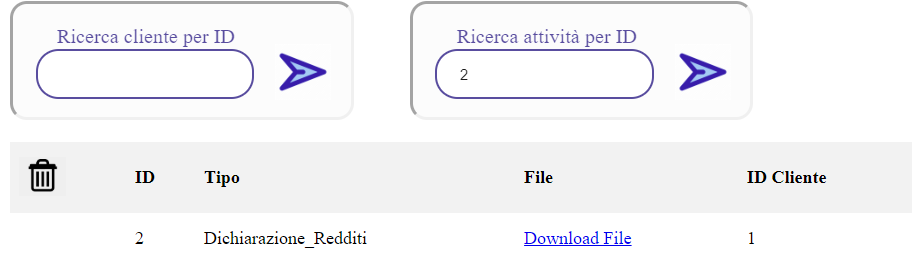 Ricerca cliente per ID
Ricerca attività per ID
2
ID Tipo File ID Cliente
2 Dichiarazione_Redditi Download File 1